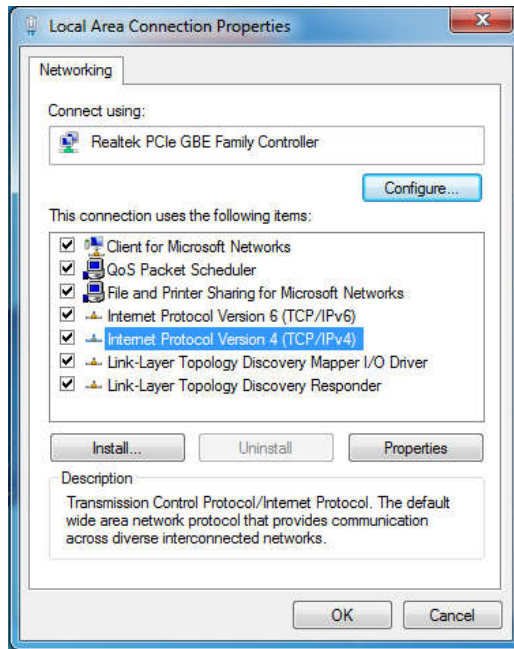 Local Area Connection Properties
Networking
Connect using:
Realtek PCIe GBE Family Controller
Configure...
This connection uses the following items:
Client for Microsoft Networks
QoS Packet Scheduler
File and Printer Sharing for Microsoft Networks
Internet Protocol Version 6 (TCP/IPv6)
Internet Protocol Version 4 (TCP/IPv4)
Link-Layer Topology Discovery Mapper I/O Driver
Link-Layer Topology Discovery Responder
Install... Uninstall Properties
Description
Transmission Control Protocol/Internet Protocol. The default
wide area network protocol that provides communication
across diverse interconnected networks.
OK Cancel